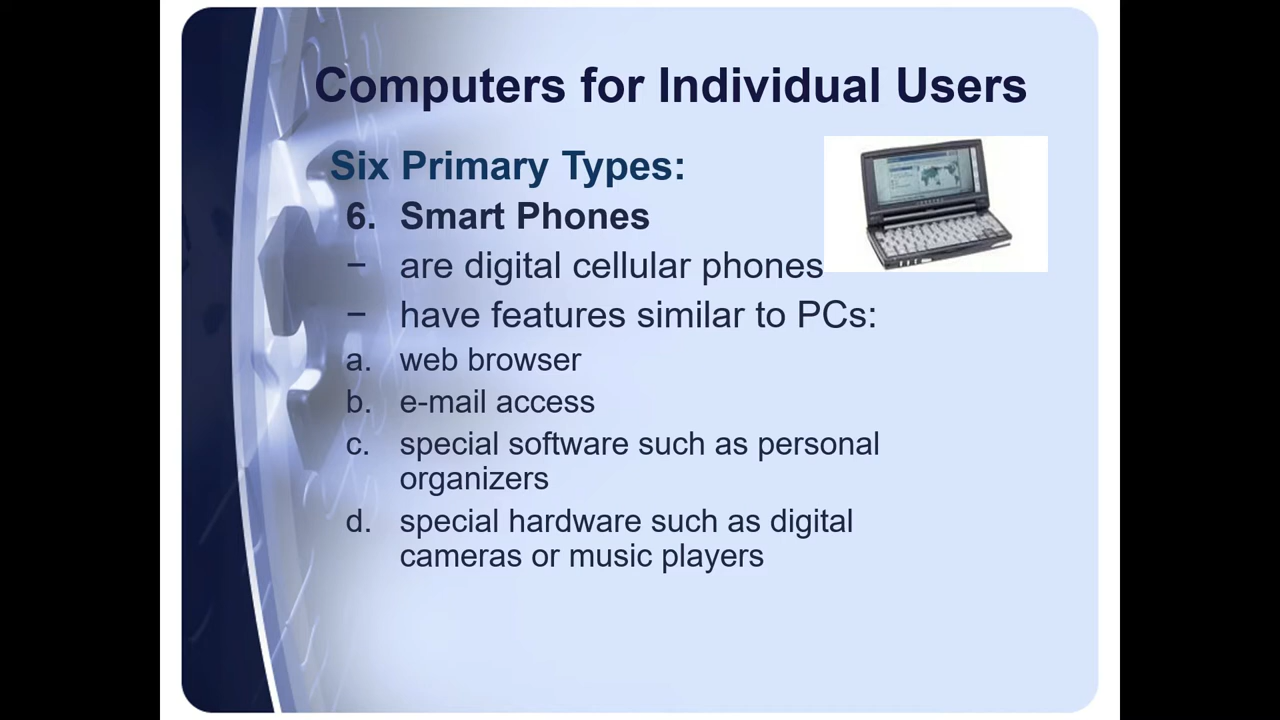 Computers for Individual Users
Six Primary Types:
6. Smart Phones
− are digital cellular phones
− have features similar to PCs:
a. web browser
b. e-mail access
c. special software such as personal
organizers
d. special hardware such as digital
cameras or music players